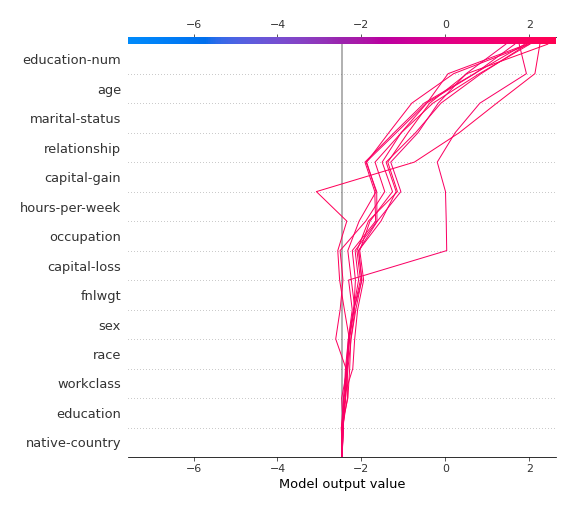 −6 −4 −2 0 2
education-num
age
marital-status
relationship
capital-gain
hours-per-week
occupation
capital-loss
fnlwgt
sex
race
workclass
education
native-country
−6 −4 −2 0 2
Model output value